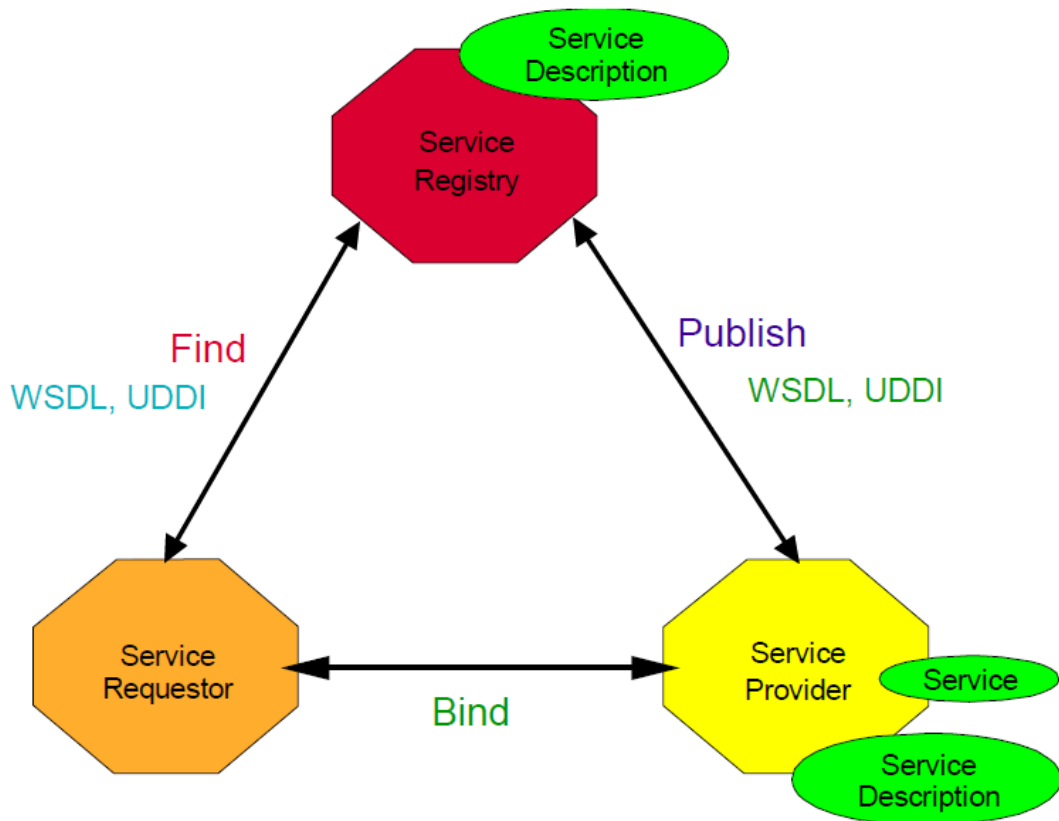 Service
Description
Service
Registry
Find
WSDL, UDDI
Publish
WSDL, UDDI
Service
Requestor
Bind
Service
Provider
Service
Service
Description